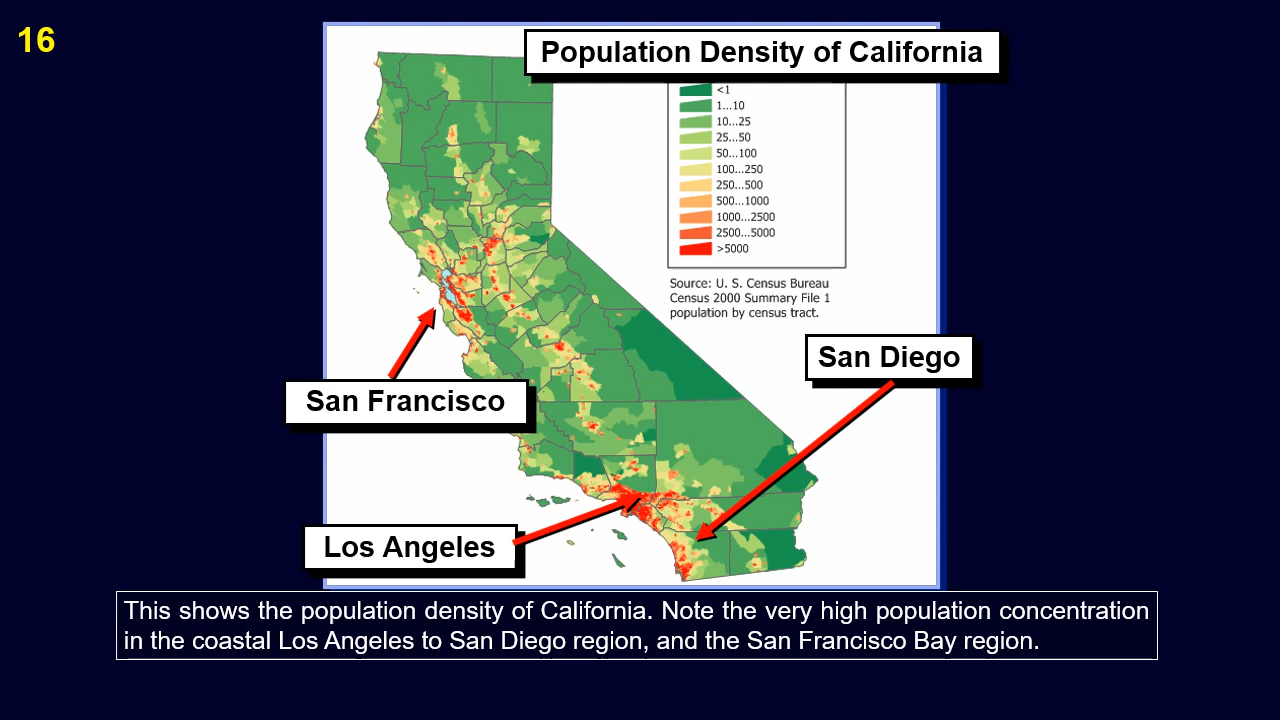 16
Population Density of California
<1
1...10
10...25
25...50
50...100
100...250
250...500
500...1000
1000...2500
2500...5000
>5000
Source: U. S. Census Bureau
Census 2000 Summary File 1
population by census tract.
San Diego
San Francisco
Los Angeles
This shows the population density of California. Note the very high population concentration
in the coastal Los Angeles to San Diego region, and the San Francisco Bay region.